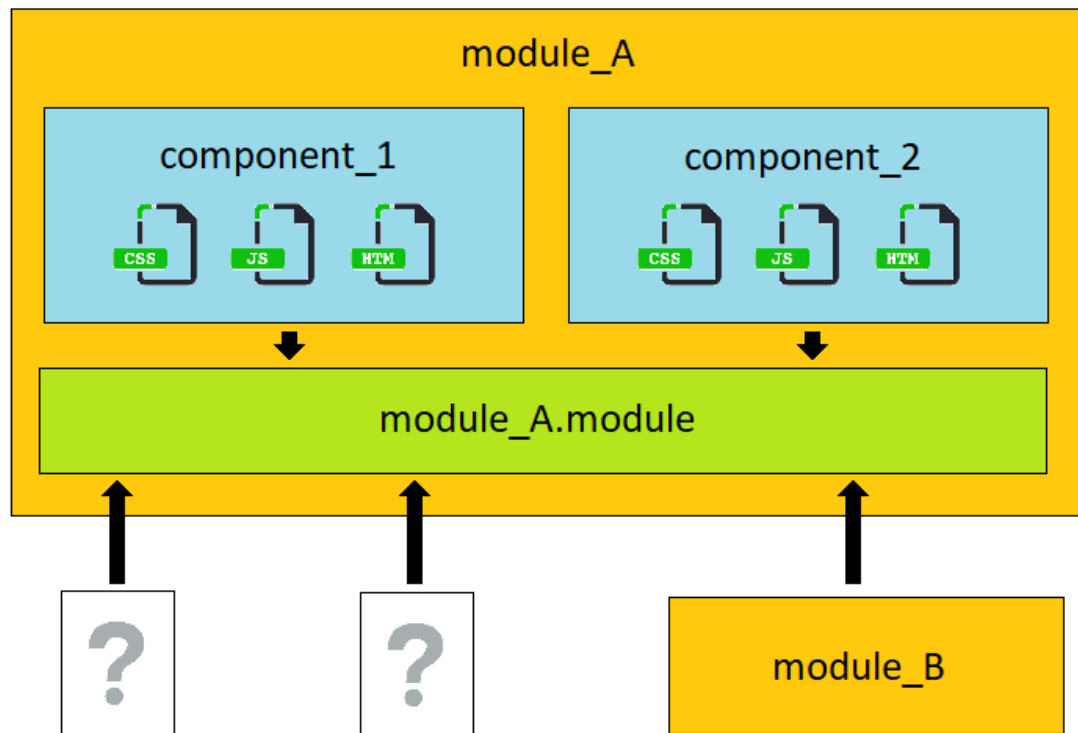 module_A
component_1
component_2
CSS
JS
HTM
CSS
JS
HTM
module_A.module
?
?
module_B